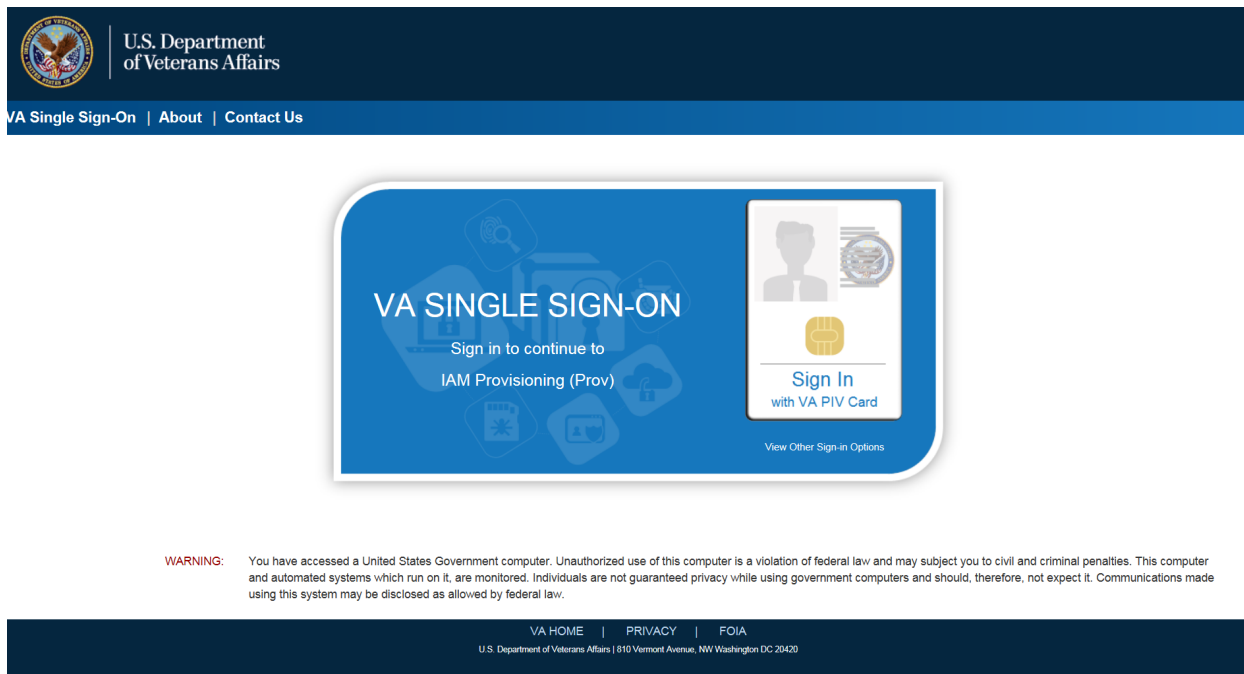 U.S. Department
of Veterans Affairs
VA Single Sign-On | About | Contact Us
VA SINGLE SIGN-ON
Sign in to continue to
IAM Provisioning (Prov)
Sign In
with VA PIV Card
View Other Sign-in Options
WARNING: You have accessed a United States Government computer. Unauthorized use of this computer is a violation of federal law and may subject you to civil and criminal penalties. This computer
and automated systems which run on it, are monitored. Individuals are not guaranteed privacy while using government computers and should, therefore, not expect it. Communications made
using this system may be disclosed as allowed by federal law.
VA HOME | PRIVACY | FOIA
U.S. Department of Veterans Affairs | 810 Vermont Avenue, NW Washington DC 20420